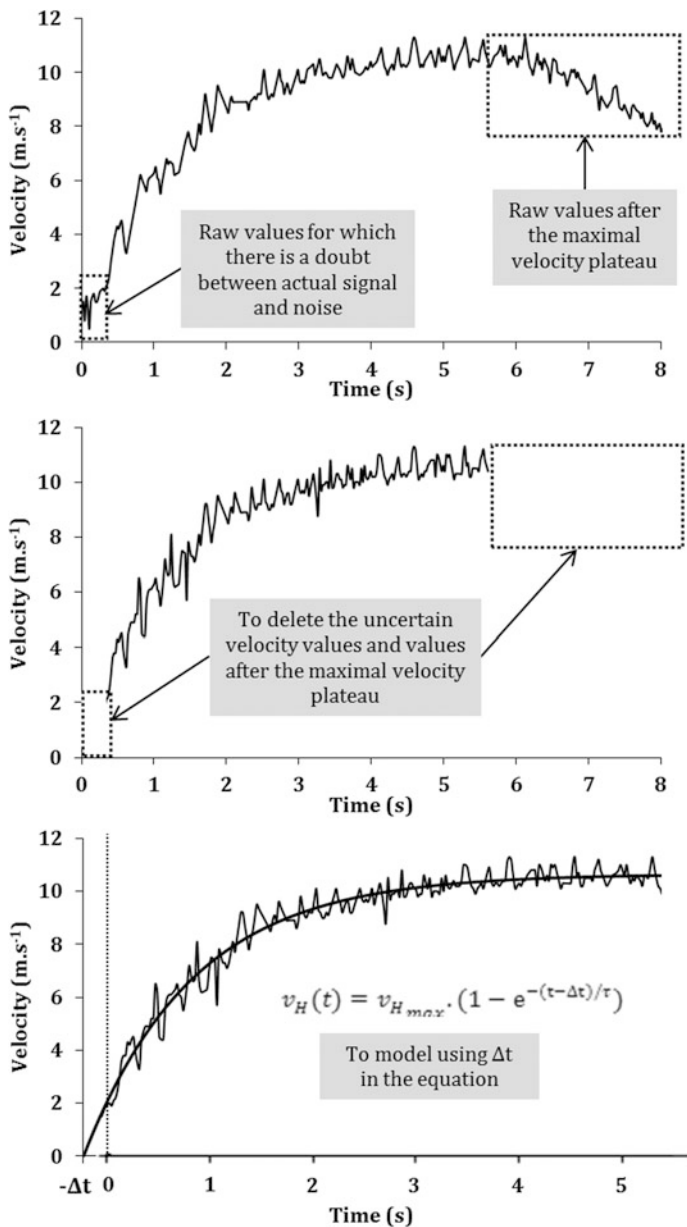 12
10
8
6
4
2
0
Velocity (m.s-1)
Raw values for which
there is a doubt
between actual signal
and noise
Raw values after
the maximal
velocity plateau
0 1 2 3 4 5 6 7 8
Time (s)
12
10
8
6
4
2
0
Velocity (m.s-1)
To delete the uncertain
velocity values and values
after the maximal velocity
plateau
0 1 2 3 4 5 6 7 8
Time (s)
12
10
8
6
4
2
0
Velocity (m.s-1)
v_H(t) = v_{H_{max}}.(1 − e^{−(t−Δt)/τ})
To model using Δt
in the equation
-Δt 0 1 2 3 4 5
Time (s)